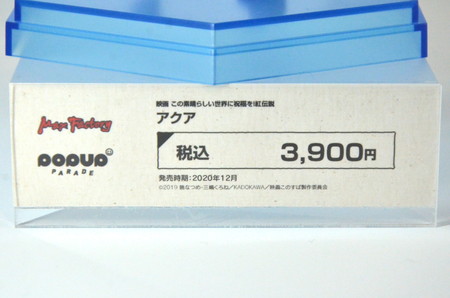 Max Factory
POPUP
PARADE
映画 この素晴らしい世界に祝福を!紅伝説
アクア
税込 3,900円
発売時期:2020年12月
©2019 暁なつめ・三嶋くろね/KADOKAWA/映画このすば製作委員会